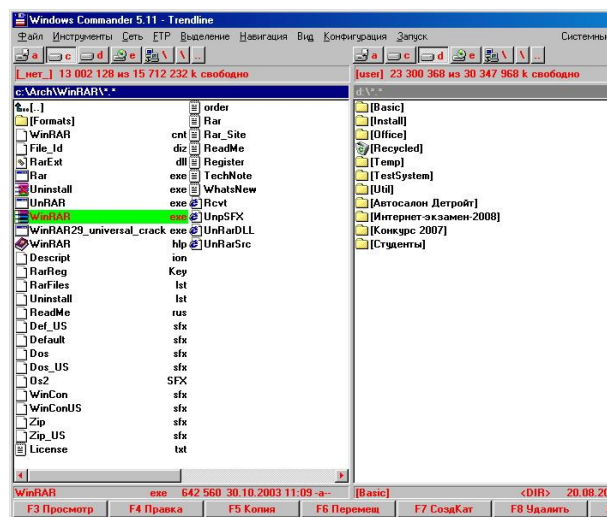 Windows Commander 5.11 - Trendline
Файл Инструменты Сеть FTP Выделение Навигация Вид Конфигурация Запуск Системны
a c d e \ \ ..
a c d e \ \ ..
[_нет_] 13 002 128 из 15 712 232 k свободно
[user] 23 300 368 из 30 347 968 k свободно
c:\Arch\WinRAR\*.*
[..]
[Formats]
WinRAR cnt
File_Id diz
RarExt dll
Rar exe
Uninstall exe
UnRAR exe
WinRAR exe
WinRAR29_universal_crack exe
WinRAR hlp
Descript ion
RarReg Key
RarFiles lst
Uninstall lst
ReadMe rus
Def_US sfx
Default sfx
Dos sfx
Dos_US sfx
Os2 SFX
WinCon sfx
WinConUS sfx
Zip sfx
Zip_US sfx
License txt
order
Rar
Rar_Site
ReadMe
Register
TechNote
WhatsNew
Rcvt
UnpSFX
UnRarDLL
UnRarSrc
d:\*.*
[Basic]
[Install]
[Office]
[Recycled]
[Temp]
[TestSystem]
[Util]
[Автосалон Детройт]
[Интернет-экзамен-2008]
[Конкурс 2007]
[Студенты]
WinRAR exe 642 560 30.10.2003 11:09 -a--
[Basic] <DIR> 20.08.20
F3 Просмотр F4 Правка F5 Копия F6 Перемещ F7 СоздКат F8 Удалить